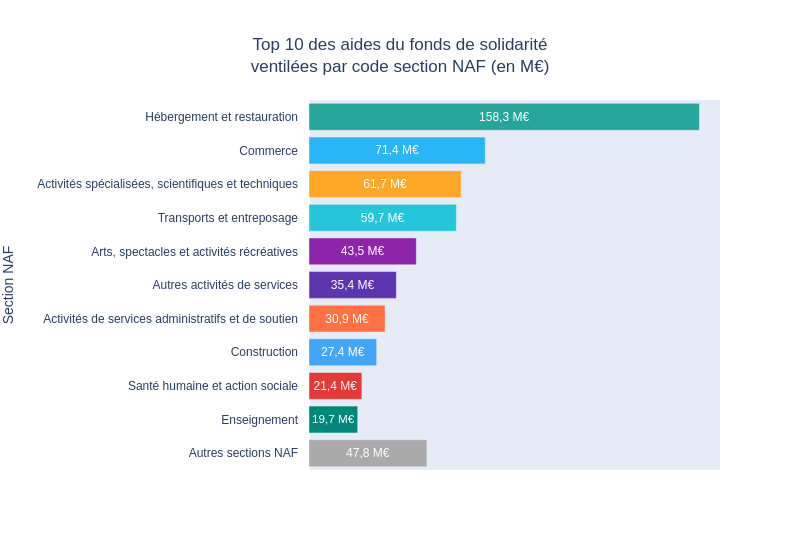 Top 10 des aides du fonds de solidarité
ventilées par code section NAF (en M€)
Section NAF
Hébergement et restauration 158,3 M€
Commerce 71,4 M€
Activités spécialisées, scientifiques et techniques 61,7 M€
Transports et entreposage 59,7 M€
Arts, spectacles et activités récréatives 43,5 M€
Autres activités de services 35,4 M€
Activités de services administratifs et de soutien 30,9 M€
Construction 27,4 M€
Santé humaine et action sociale 21,4 M€
Enseignement 19,7 M€
Autres sections NAF 47,8 M€